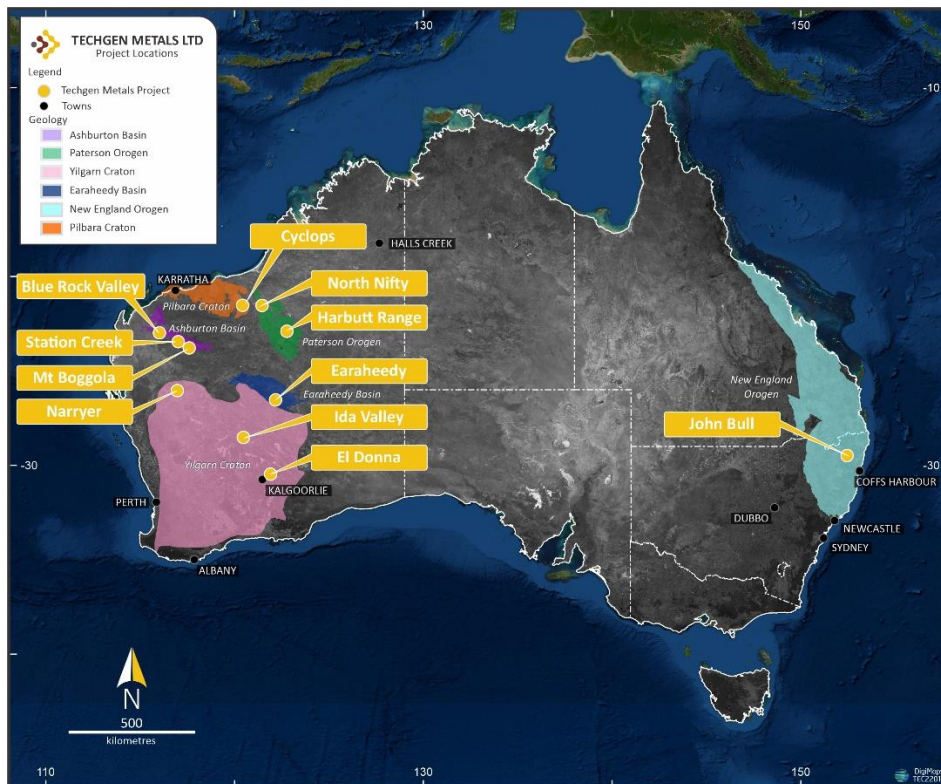 TECHGEN METALS LTD
Project Locations
Legend
Techgen Metals Project
Towns
Geology
Ashburton Basin
Paterson Orogen
Yilgarn Craton
Earaheedy Basin
New England Orogen
Pilbara Craton
130
150
-10
Cyclops
HALLS CREEK
Blue Rock Valley
KARRATHA
North Nifty
Pilbara Craton
Harbutt Range
Ashburton Basin
Station Creek
Paterson Orogen
Mt Boggola
Earaheedy
Narryer
Earaheedy Basin
New England
Orogen
Ida Valley
John Bull
El Donna
Yilgarn Craton
-30
-30
KALGOORLIE
COFFS HARBOUR
PERTH
DUBBO
NEWCASTLE
SYDNEY
ALBANY
N
500
kilometres
110
130
150
DigiMaps